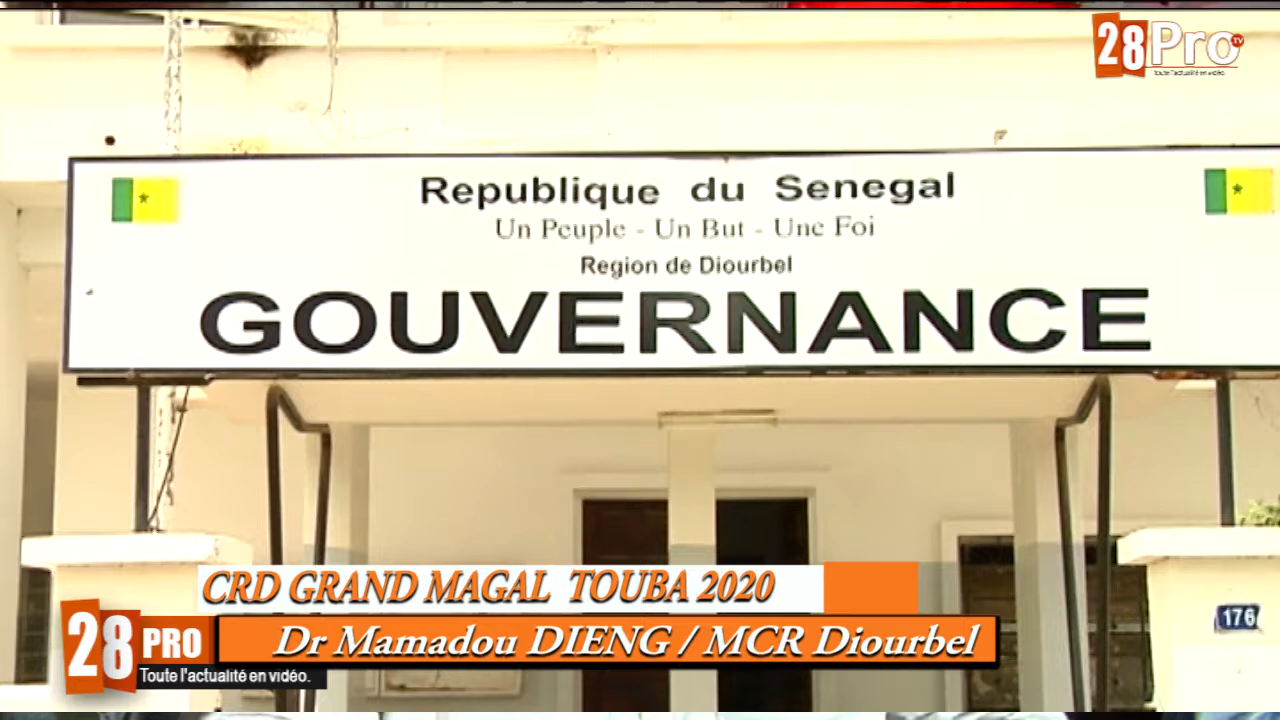 28Pro TV
toute l'actualité en vidéo
Republique du Senegal
Un Peuple - Un But - Une Foi
Region de Diourbel
GOUVERNANCE
176
CRD GRAND MAGAL TOUBA 2020
28 PRO
Dr Mamadou DIENG / MCR Diourbel
Toute l'actualité en vidéo.